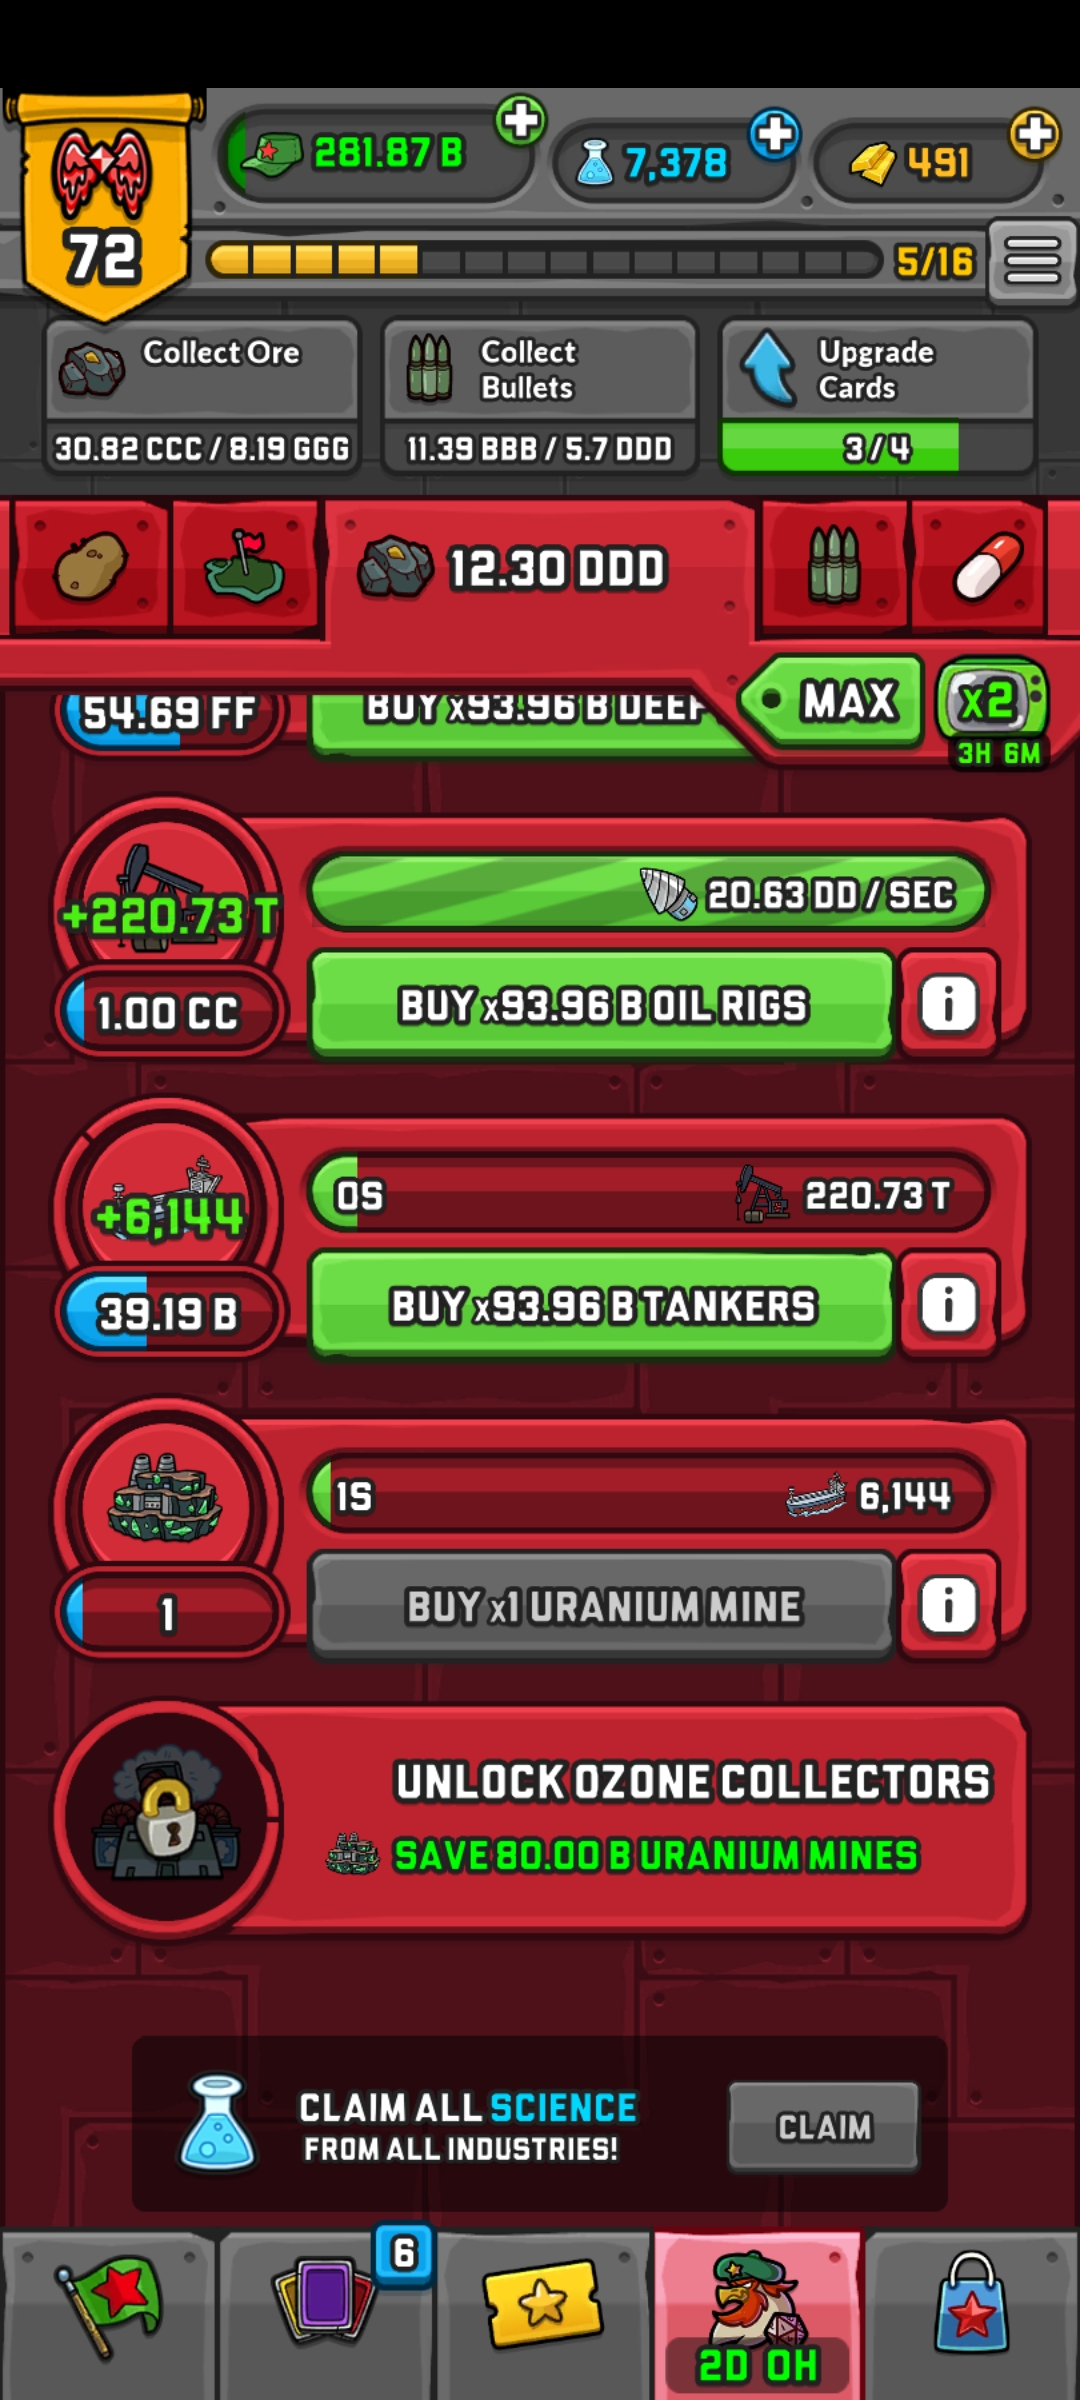 281.87 B
7,378
491
72
5/16
Collect Ore
30.82 CCC / 8.19 GGG
Collect
Bullets
11.39 BBB / 5.7 DDD
Upgrade
Cards
3/4
12.30 DDD
54.69 FF
BUY x93.96 B DEEP
MAX
x2
3H 6M
+220.73 T
20.63 DD / SEC
1.00 CC
BUY x93.96 B OIL RIGS
i
+6,144
0S
220.73 T
39.19 B
BUY x93.96 B TANKERS
i
1S
6,144
1
BUY x1 URANIUM MINE
i
UNLOCK OZONE COLLECTORS
SAVE 80.00 B URANIUM MINES
CLAIM ALL SCIENCE
FROM ALL INDUSTRIES!
CLAIM
6
2D 0H